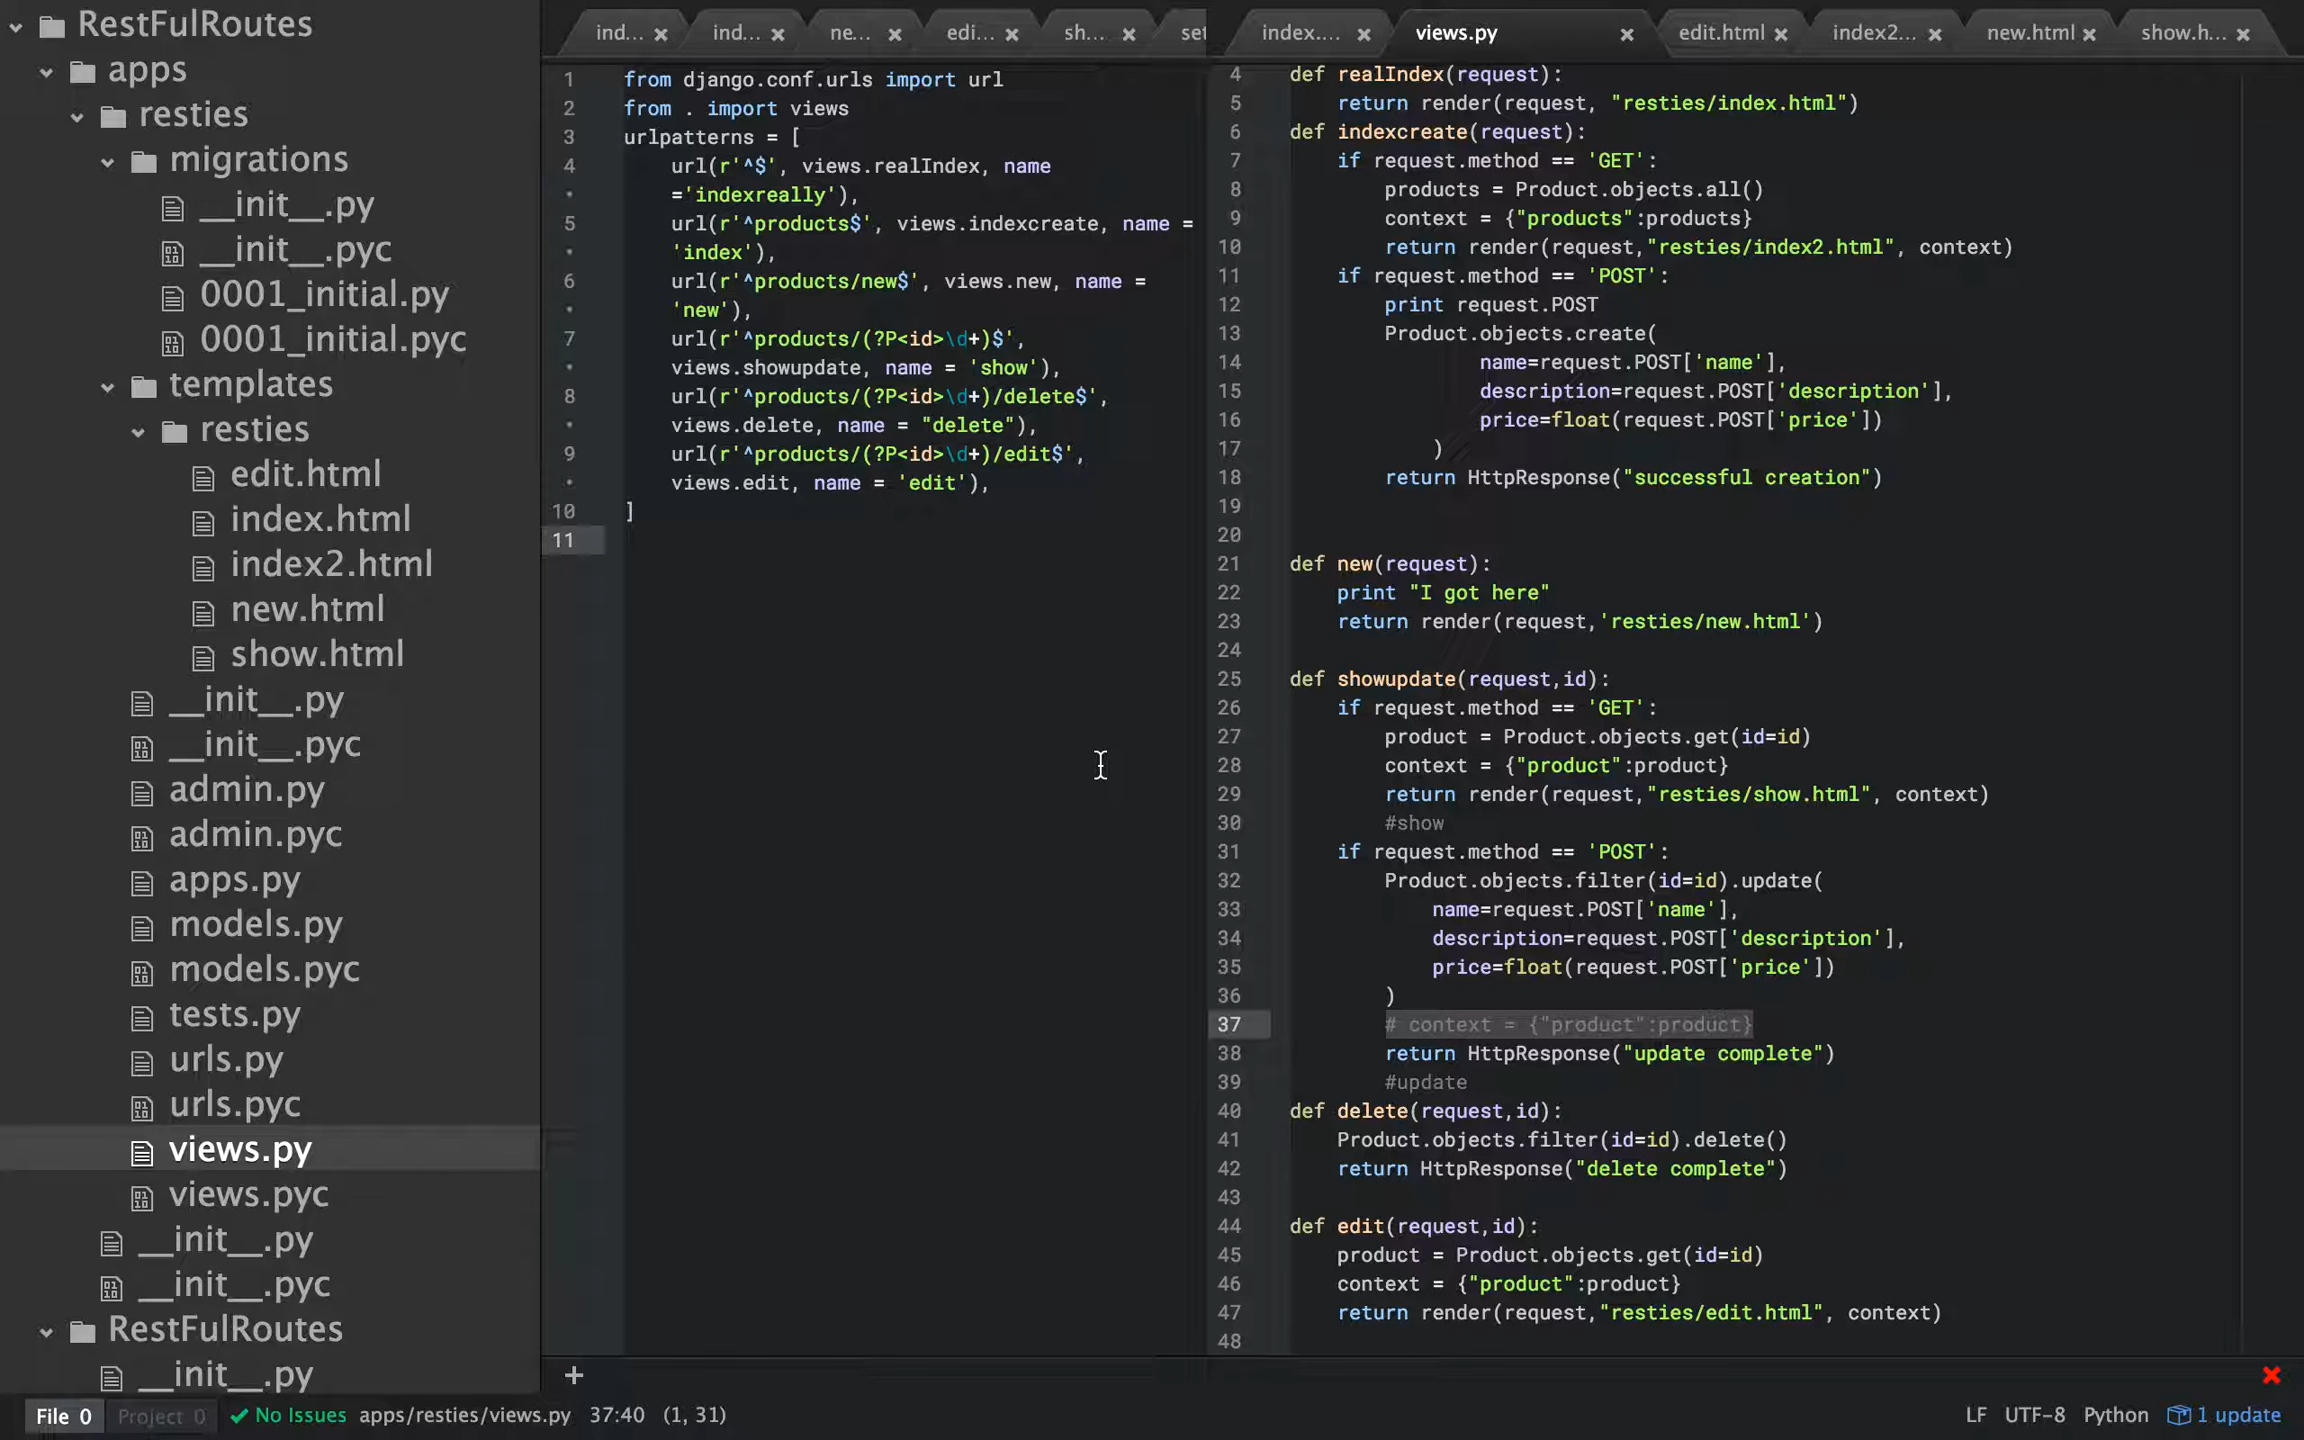 RestFulRoutes
apps
resties
migrations
__init__.py
__init__.pyc
0001_initial.py
0001_initial.pyc
templates
resties
edit.html
index.html
index2.html
new.html
show.html
__init__.py
__init__.pyc
admin.py
admin.pyc
apps.py
models.py
models.pyc
tests.py
urls.py
urls.pyc
views.py
views.pyc
__init__.py
__init__.pyc
RestFulRoutes
__init__.py
ind... ind... ne... edi... sh... set
1 from django.conf.urls import url
2 from . import views
3 urlpatterns = [
4 url(r'^$', views.realIndex, name
• ='indexreally'),
5 url(r'^products$', views.indexcreate, name =
• 'index'),
6 url(r'^products/new$', views.new, name =
• 'new'),
7 url(r'^products/(?P<id>\d+)$',
• views.showupdate, name = 'show'),
8 url(r'^products/(?P<id>\d+)/delete$',
• views.delete, name = "delete"),
9 url(r'^products/(?P<id>\d+)/edit$',
• views.edit, name = 'edit'),
10 ]
11
index.... views.py edit.html index2... new.html show.h...
4 def realIndex(request):
5 return render(request, "resties/index.html")
6 def indexcreate(request):
7 if request.method == 'GET':
8 products = Product.objects.all()
9 context = {"products":products}
10 return render(request,"resties/index2.html", context)
11 if request.method == 'POST':
12 print request.POST
13 Product.objects.create(
14 name=request.POST['name'],
15 description=request.POST['description'],
16 price=float(request.POST['price'])
17 )
18 return HttpResponse("successful creation")
19
20
21 def new(request):
22 print "I got here"
23 return render(request,'resties/new.html')
24
25 def showupdate(request,id):
26 if request.method == 'GET':
27 product = Product.objects.get(id=id)
28 context = {"product":product}
29 return render(request,"resties/show.html", context)
30 #show
31 if request.method == 'POST':
32 Product.objects.filter(id=id).update(
33 name=request.POST['name'],
34 description=request.POST['description'],
35 price=float(request.POST['price'])
36 )
37 # context = {"product":product}
38 return HttpResponse("update complete")
39 #update
40 def delete(request,id):
41 Product.objects.filter(id=id).delete()
42 return HttpResponse("delete complete")
43
44 def edit(request,id):
45 product = Product.objects.get(id=id)
46 context = {"product":product}
47 return render(request,"resties/edit.html", context)
48
File 0 Project 0 No Issues apps/resties/views.py 37:40 (1, 31) LF UTF-8 Python 1 update